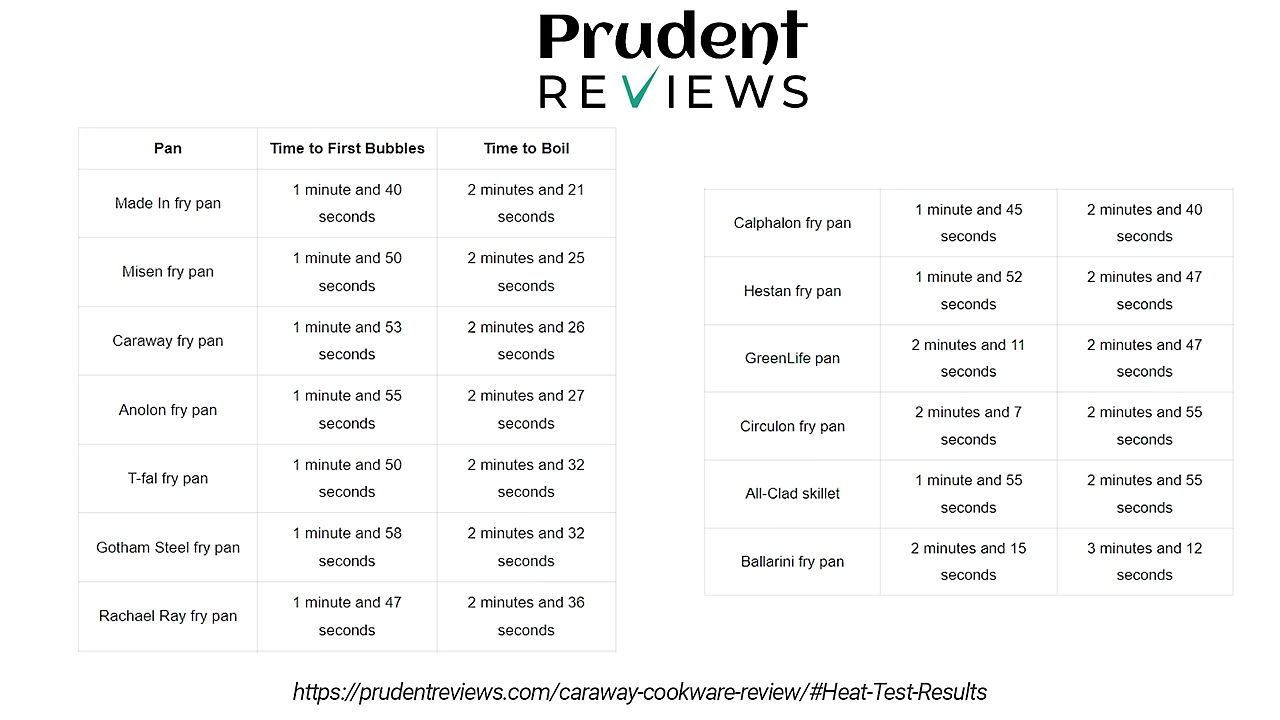 Prudent
REVIEWS
Pan Time to First Bubbles Time to Boil
Made In fry pan 1 minute and 40 seconds 2 minutes and 21 seconds
Misen fry pan 1 minute and 50 seconds 2 minutes and 25 seconds
Caraway fry pan 1 minute and 53 seconds 2 minutes and 26 seconds
Anolon fry pan 1 minute and 55 seconds 2 minutes and 27 seconds
T-fal fry pan 1 minute and 50 seconds 2 minutes and 32 seconds
Gotham Steel fry pan 1 minute and 58 seconds 2 minutes and 32 seconds
Rachael Ray fry pan 1 minute and 47 seconds 2 minutes and 36 seconds
Calphalon fry pan 1 minute and 45 seconds 2 minutes and 40 seconds
Hestan fry pan 1 minute and 52 seconds 2 minutes and 47 seconds
GreenLife pan 2 minutes and 11 seconds 2 minutes and 47 seconds
Circulon fry pan 2 minutes and 7 seconds 2 minutes and 55 seconds
All-Clad skillet 1 minute and 55 seconds 2 minutes and 55 seconds
Ballarini fry pan 2 minutes and 15 seconds 3 minutes and 12 seconds
https://prudentreviews.com/caraway-cookware-review/#Heat-Test-Results